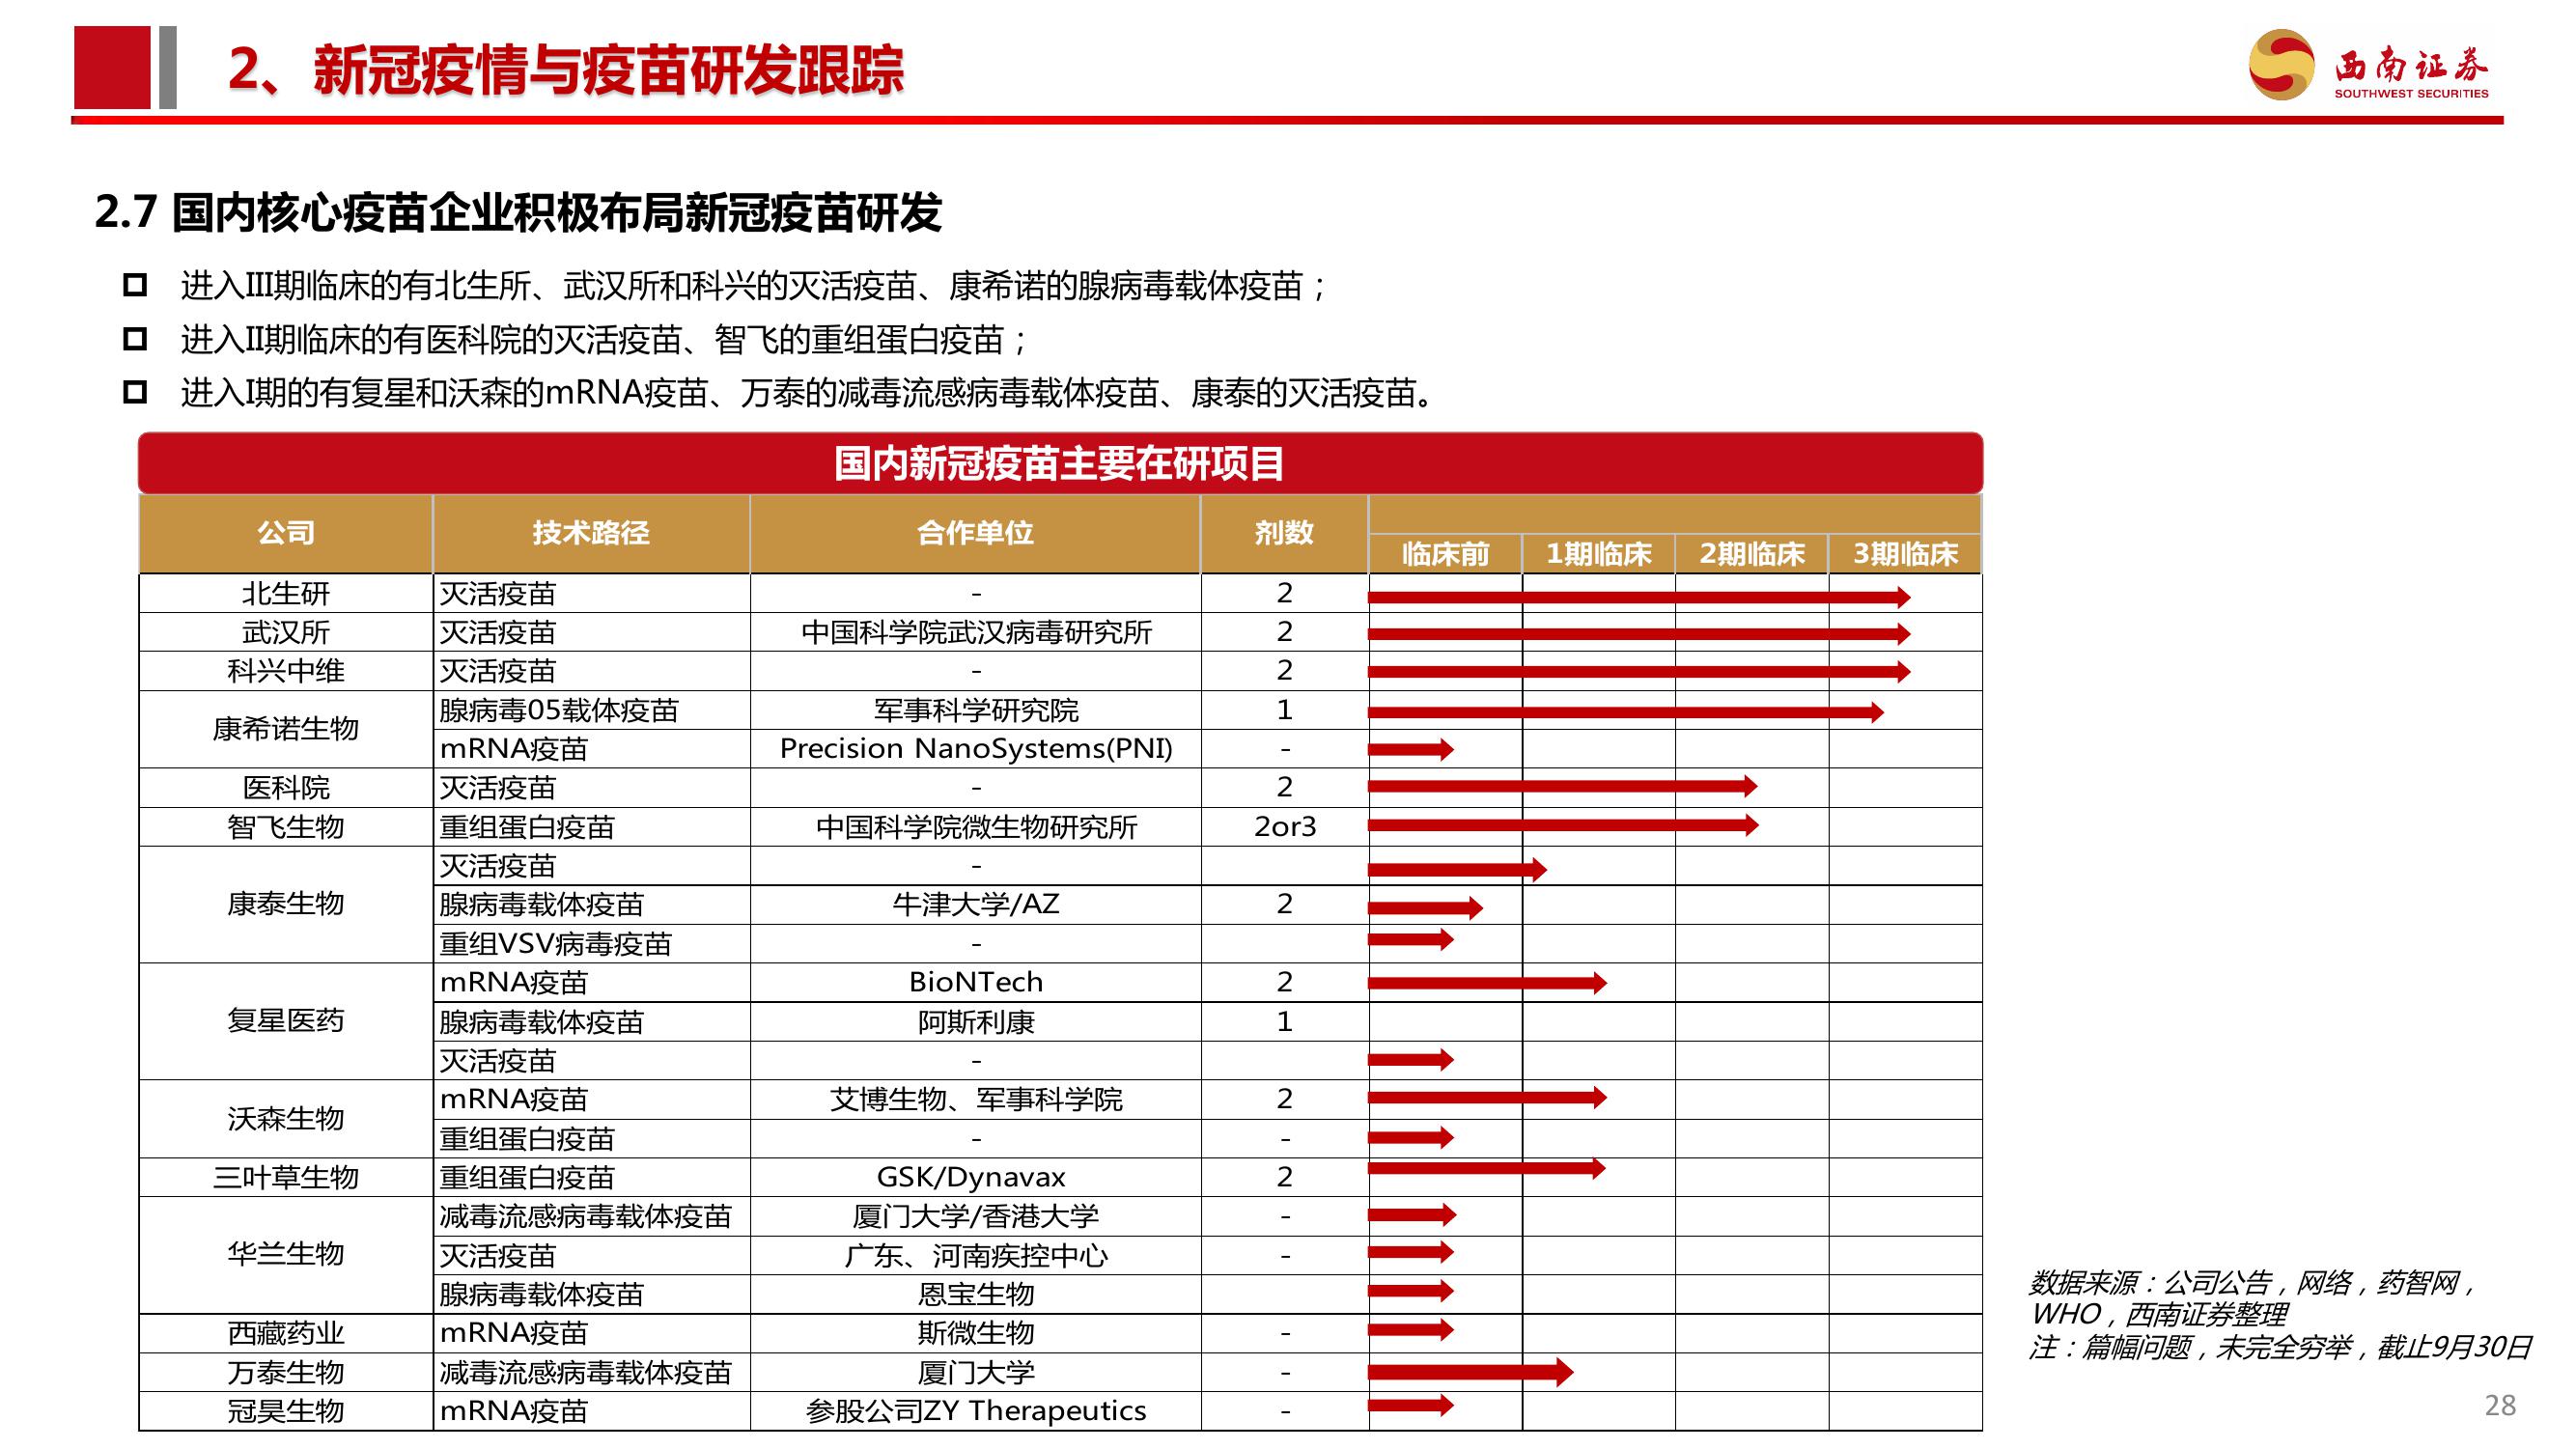 2、新冠疫情与疫苗研发跟踪
西南证券
SOUTHWEST SECURITIES
2.7 国内核心疫苗企业积极布局新冠疫苗研发
进入III期临床的有北生所、武汉所和科兴的灭活疫苗、康希诺的腺病毒载体疫苗；
进入II期临床的有医科院的灭活疫苗、智飞的重组蛋白疫苗；
进入I期的有复星和沃森的mRNA疫苗、万泰的减毒流感病毒载体疫苗、康泰的灭活疫苗。
国内新冠疫苗主要在研项目
公司 技术路径 合作单位 剂数 临床前 1期临床 2期临床 3期临床
北生研 灭活疫苗 - 2
武汉所 灭活疫苗 中国科学院武汉病毒研究所 2
科兴中维 灭活疫苗 - 2
康希诺生物 腺病毒05载体疫苗 军事科学研究院 1
mRNA疫苗 Precision NanoSystems(PNI) -
医科院 灭活疫苗 - 2
智飞生物 重组蛋白疫苗 中国科学院微生物研究所 2or3
康泰生物 灭活疫苗 -
腺病毒载体疫苗 牛津大学/AZ 2
重组VSV病毒疫苗 -
复星医药 mRNA疫苗 BioNTech 2
腺病毒载体疫苗 阿斯利康 1
灭活疫苗 -
沃森生物 mRNA疫苗 艾博生物、军事科学院 2
重组蛋白疫苗 - -
三叶草生物 重组蛋白疫苗 GSK/Dynavax 2
华兰生物 减毒流感病毒载体疫苗 厦门大学/香港大学 -
灭活疫苗 广东、河南疾控中心 -
腺病毒载体疫苗 恩宝生物
西藏药业 mRNA疫苗 斯微生物 -
万泰生物 减毒流感病毒载体疫苗 厦门大学 -
冠昊生物 mRNA疫苗 参股公司ZY Therapeutics -
数据来源：公司公告，网络，药智网，
WHO，西南证券整理
注：篇幅问题，未完全穷举，截止9月30日
28